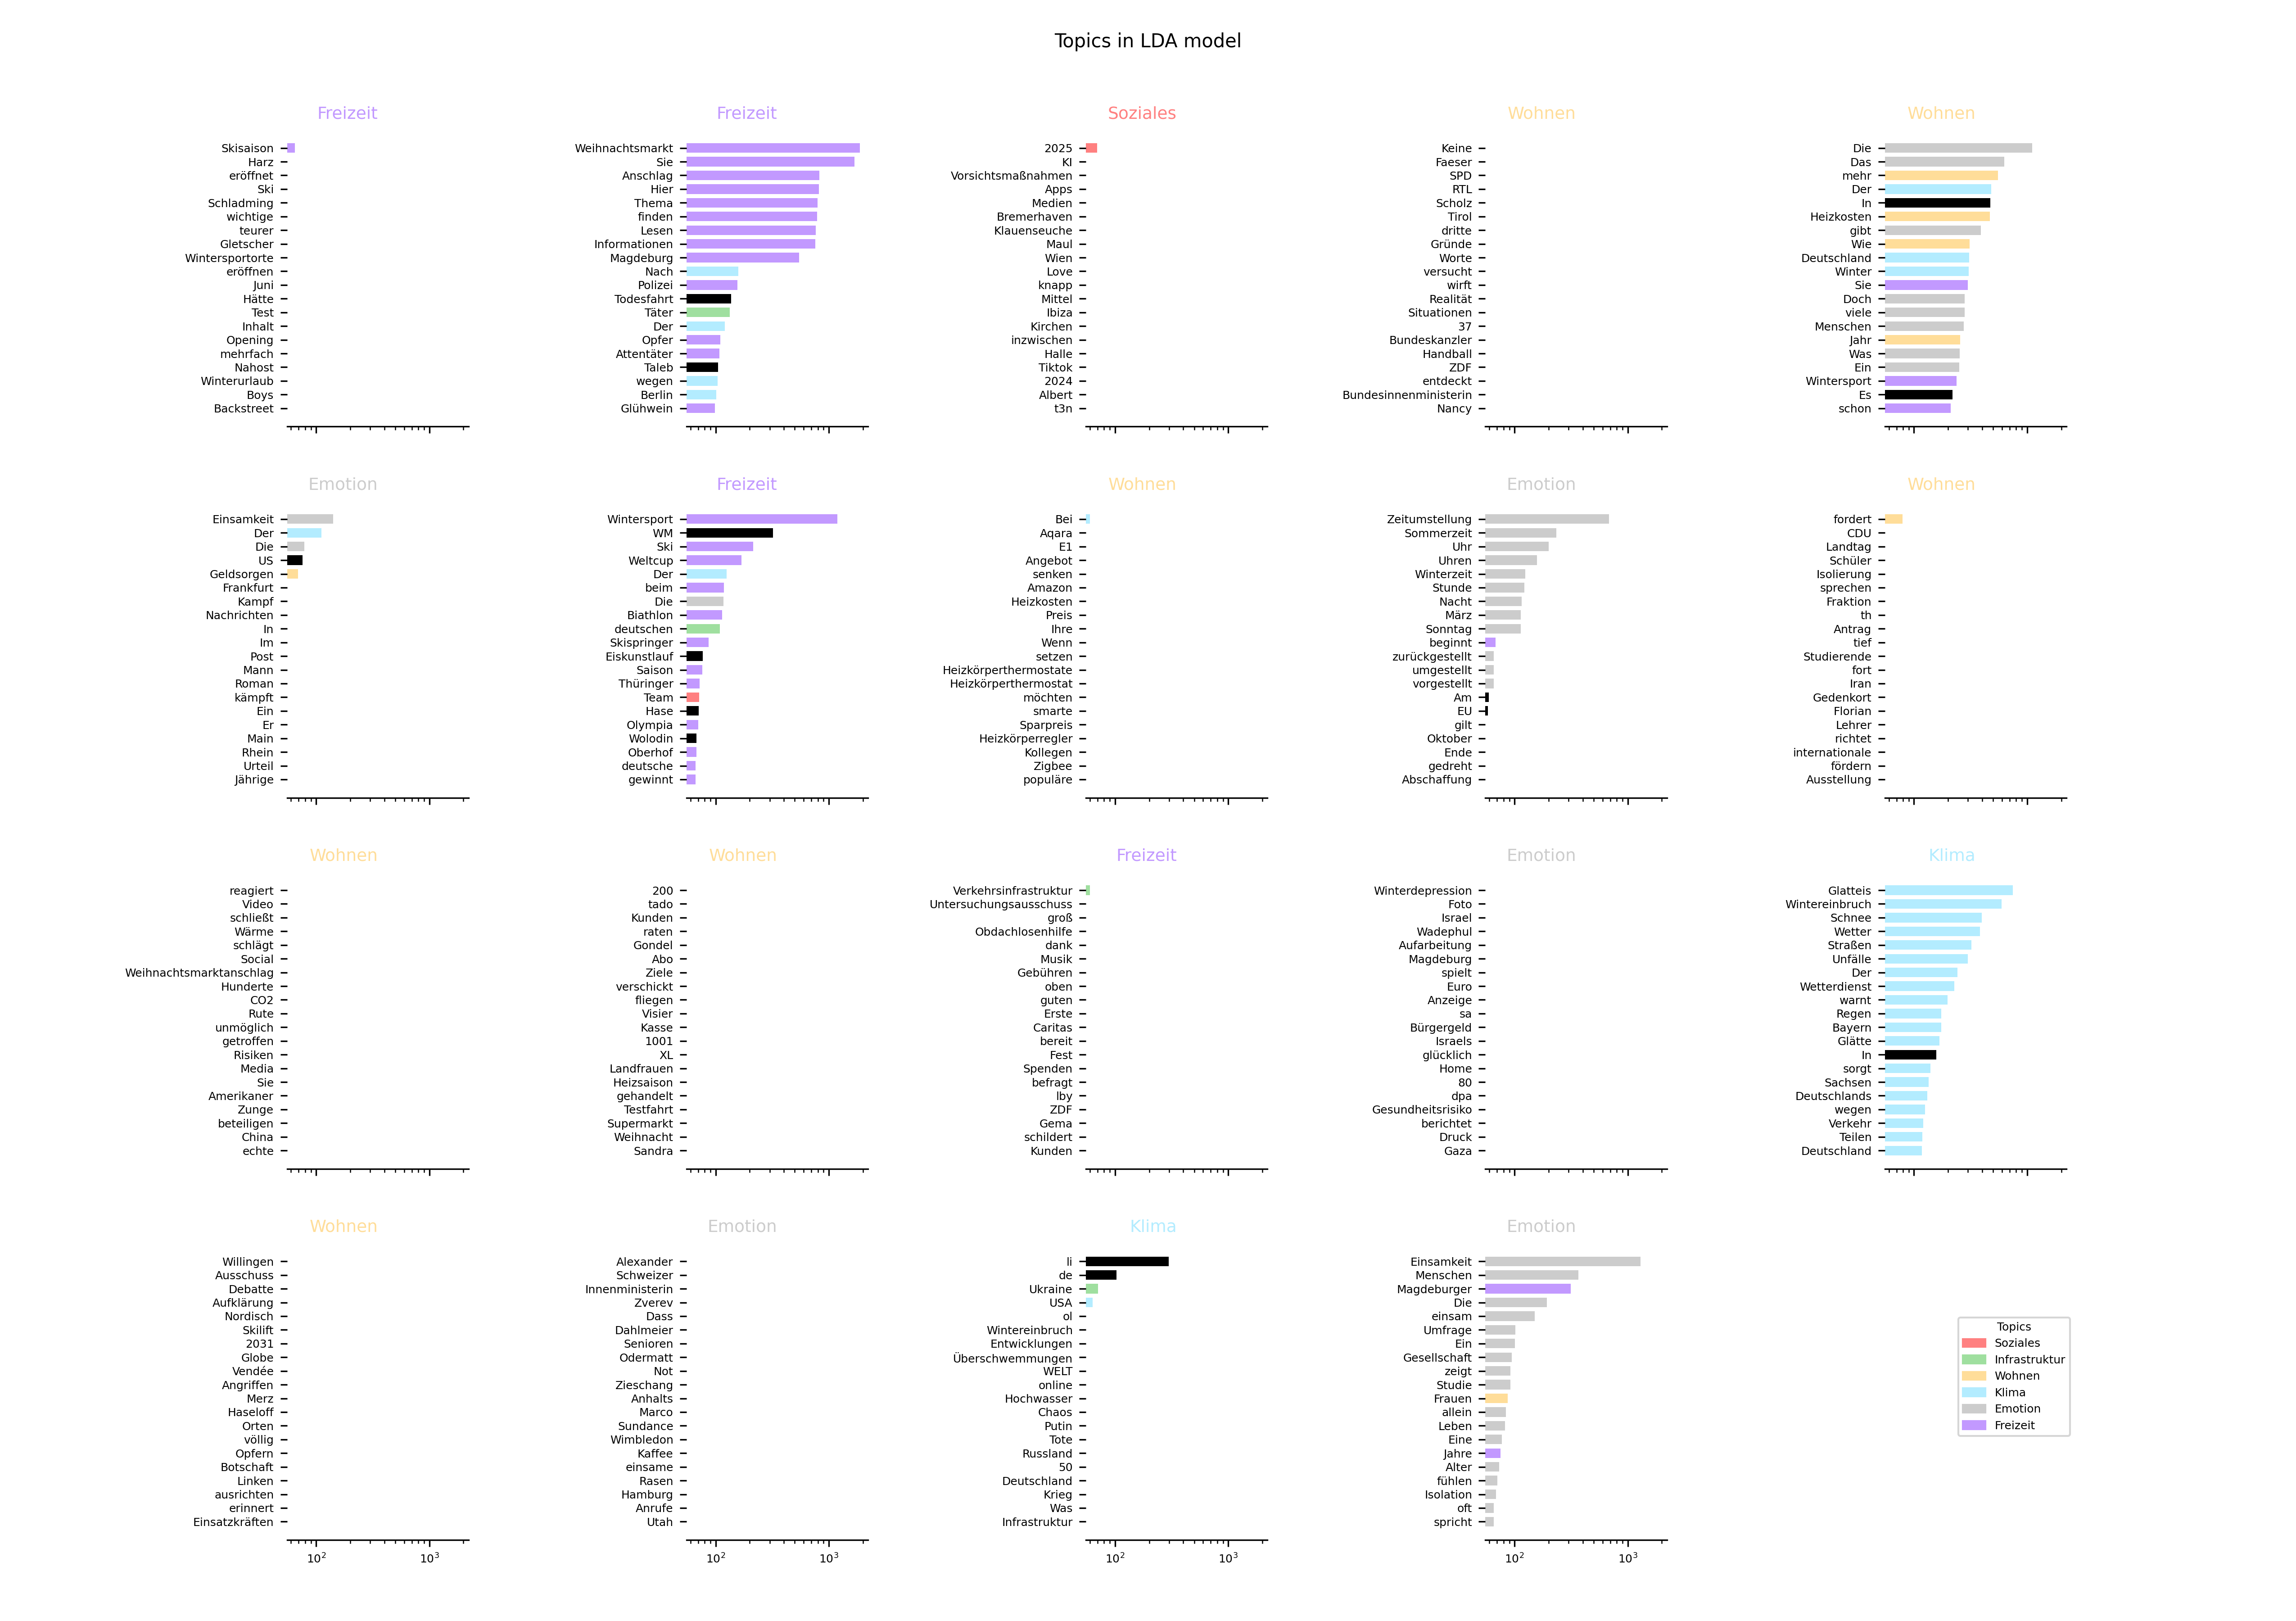 Topics in LDA model
Freizeit
Skisaison
Harz
eröffnet
Ski
Schladming
wichtige
teurer
Gletscher
Wintersportorte
eröffnen
Juni
Hätte
Test
Inhalt
Opening
mehrfach
Nahost
Winterurlaub
Boys
Backstreet
Freizeit
Weihnachtsmarkt
Sie
Anschlag
Hier
Thema
finden
Lesen
Informationen
Magdeburg
Nach
Polizei
Todesfahrt
Täter
Der
Opfer
Attentäter
Taleb
wegen
Berlin
Glühwein
Soziales
2025
KI
Vorsichtsmaßnahmen
Apps
Medien
Bremerhaven
Klauenseuche
Maul
Wien
Love
knapp
Mittel
Ibiza
Kirchen
inzwischen
Halle
Tiktok
2024
Albert
t3n
Wohnen
Keine
Faeser
SPD
RTL
Scholz
Tirol
dritte
Gründe
Worte
versucht
wirft
Realität
Situationen
37
Bundeskanzler
Handball
ZDF
entdeckt
Bundesinnenministerin
Nancy
Wohnen
Die
Das
mehr
Der
In
Heizkosten
gibt
Wie
Deutschland
Winter
Sie
Doch
viele
Menschen
Jahr
Was
Ein
Wintersport
Es
schon
Emotion
Einsamkeit
Der
Die
US
Geldsorgen
Frankfurt
Kampf
Nachrichten
In
Im
Post
Mann
Roman
kämpft
Ein
Er
Main
Rhein
Urteil
Jährige
Freizeit
Wintersport
WM
Ski
Weltcup
Der
beim
Die
Biathlon
deutschen
Skispringer
Eiskunstlauf
Saison
Thüringer
Team
Hase
Olympia
Wolodin
Oberhof
deutsche
gewinnt
Wohnen
Bei
Aqara
E1
Angebot
senken
Amazon
Heizkosten
Preis
Ihre
Wenn
setzen
Heizkörperthermostate
Heizkörperthermostat
möchten
smarte
Sparpreis
Heizkörperregler
Kollegen
Zigbee
populäre
Emotion
Zeitumstellung
Sommerzeit
Uhr
Uhren
Winterzeit
Stunde
Nacht
März
Sonntag
beginnt
zurückgestellt
umgestellt
vorgestellt
Am
EU
gilt
Oktober
Ende
gedreht
Abschaffung
Wohnen
fordert
CDU
Landtag
Schüler
Isolierung
sprechen
Fraktion
th
Antrag
tief
Studierende
fort
Iran
Gedenkort
Florian
Lehrer
richtet
internationale
fördern
Ausstellung
Wohnen
reagiert
Video
schließt
Wärme
schlägt
Social
Weihnachtsmarktanschlag
Hunderte
CO2
Rute
unmöglich
getroffen
Risiken
Media
Sie
Amerikaner
Zunge
beteiligen
China
echte
Wohnen
200
tado
Kunden
raten
Gondel
Abo
Ziele
verschickt
fliegen
Visier
Kasse
1001
XL
Landfrauen
Heizsaison
gehandelt
Testfahrt
Supermarkt
Weihnacht
Sandra
Freizeit
Verkehrsinfrastruktur
Untersuchungsausschuss
groß
Obdachlosenhilfe
dank
Musik
Gebühren
oben
guten
Erste
Caritas
bereit
Fest
Spenden
befragt
lby
ZDF
Gema
schildert
Kunden
Emotion
Winterdepression
Foto
Israel
Wadephul
Aufarbeitung
Magdeburg
spielt
Euro
Anzeige
sa
Bürgergeld
Israels
glücklich
Home
80
dpa
Gesundheitsrisiko
berichtet
Druck
Gaza
Klima
Glatteis
Wintereinbruch
Schnee
Wetter
Straßen
Unfälle
Der
Wetterdienst
warnt
Regen
Bayern
Glätte
In
sorgt
Sachsen
Deutschlands
wegen
Verkehr
Teilen
Deutschland
Wohnen
Willingen
Ausschuss
Debatte
Aufklärung
Nordisch
Skilift
2031
Globe
Vendée
Angriffen
Merz
Haseloff
Orten
völlig
Opfern
Botschaft
Linken
ausrichten
erinnert
Einsatzkräften
10² 10³
Emotion
Alexander
Schweizer
Innenministerin
Zverev
Dass
Dahlmeier
Senioren
Odermatt
Not
Zieschang
Anhalts
Marco
Sundance
Wimbledon
Kaffee
einsame
Rasen
Hamburg
Anrufe
Utah
10² 10³
Klima
li
de
Ukraine
USA
ol
Wintereinbruch
Entwicklungen
Überschwemmungen
WELT
online
Hochwasser
Chaos
Putin
Tote
Russland
50
Deutschland
Krieg
Was
Infrastruktur
10² 10³
Emotion
Einsamkeit
Menschen
Magdeburger
Die
einsam
Umfrage
Ein
Gesellschaft
zeigt
Studie
Frauen
allein
Leben
Eine
Jahre
Alter
fühlen
Isolation
oft
spricht
10² 10³
Topics
Soziales
Infrastruktur
Wohnen
Klima
Emotion
Freizeit